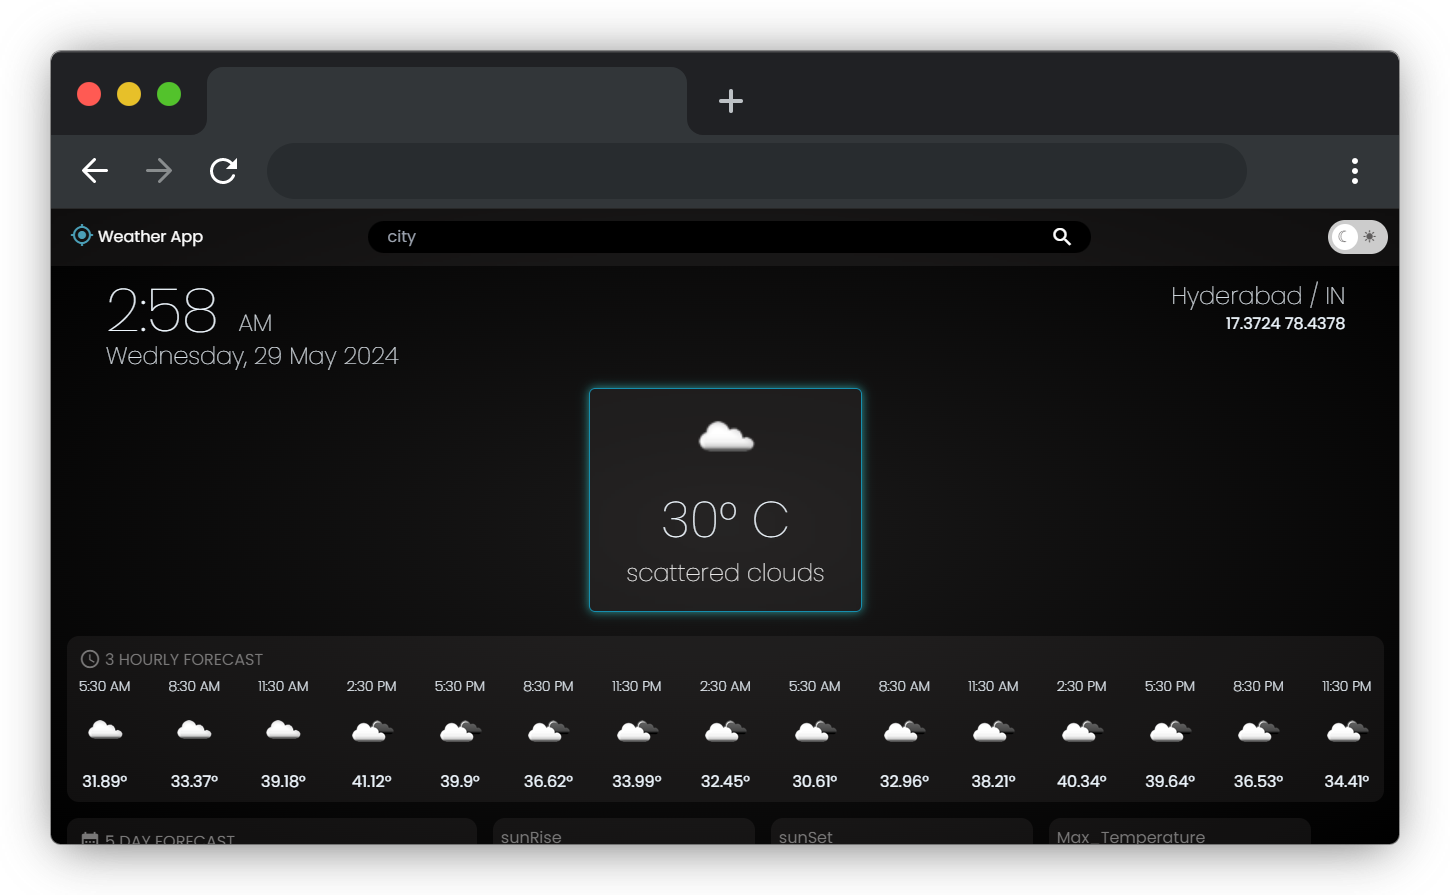 Weather App
city
2:58 AM
Wednesday, 29 May 2024
Hyderabad / IN
17.3724 78.4378
30° C
scattered clouds
3 HOURLY FORECAST
5:30 AM 8:30 AM 11:30 AM 2:30 PM 5:30 PM 8:30 PM 11:30 PM 2:30 AM 5:30 AM 8:30 AM 11:30 AM 2:30 PM 5:30 PM 8:30 PM 11:30 PM
31.89° 33.37° 39.18° 41.12° 39.9° 36.62° 33.99° 32.45° 30.61° 32.96° 38.21° 40.34° 39.64° 36.53° 34.41°
5 DAY FORECAST
sunRise
sunSet
Max_Temperature